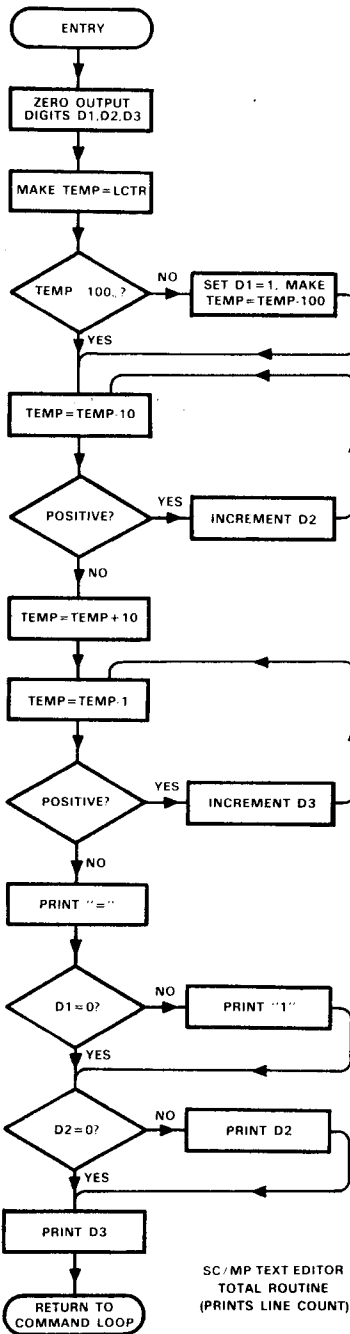 ENTRY
ZERO OUTPUT
DIGITS D1,D2,D3
MAKE TEMP=LCTR
TEMP 100,?
NO
SET D1=1, MAKE
TEMP=TEMP-100
YES
TEMP=TEMP-10
POSITIVE?
YES
INCREMENT D2
NO
TEMP=TEMP+10
TEMP=TEMP-1
POSITIVE?
YES
INCREMENT D3
NO
PRINT "="
D1=0?
NO
PRINT "1"
YES
D2=0?
NO
PRINT D2
YES
PRINT D3
RETURN TO
COMMAND LOOP
SC/MP TEXT EDITOR
TOTAL ROUTINE
(PRINTS LINE COUNT)